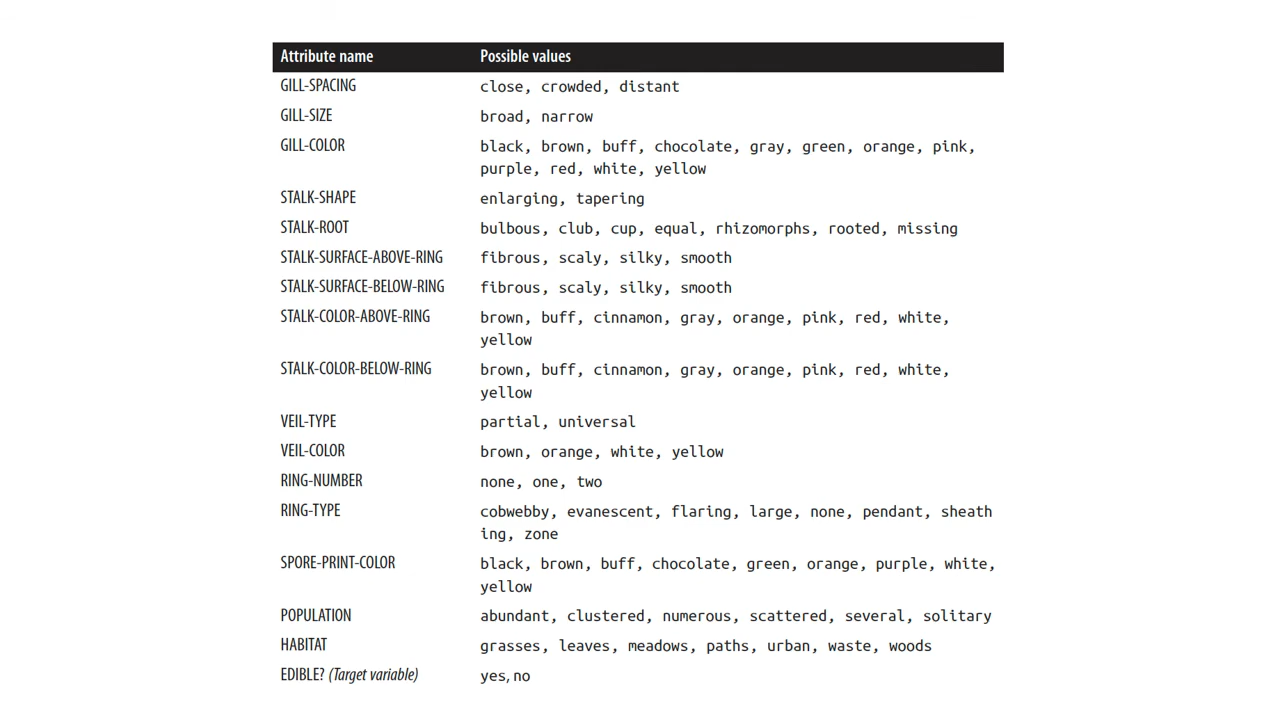 Attribute name Possible values
GILL-SPACING close, crowded, distant
GILL-SIZE broad, narrow
GILL-COLOR black, brown, buff, chocolate, gray, green, orange, pink,
purple, red, white, yellow
STALK-SHAPE enlarging, tapering
STALK-ROOT bulbous, club, cup, equal, rhizomorphs, rooted, missing
STALK-SURFACE-ABOVE-RING fibrous, scaly, silky, smooth
STALK-SURFACE-BELOW-RING fibrous, scaly, silky, smooth
STALK-COLOR-ABOVE-RING brown, buff, cinnamon, gray, orange, pink, red, white,
yellow
STALK-COLOR-BELOW-RING brown, buff, cinnamon, gray, orange, pink, red, white,
yellow
VEIL-TYPE partial, universal
VEIL-COLOR brown, orange, white, yellow
RING-NUMBER none, one, two
RING-TYPE cobwebby, evanescent, flaring, large, none, pendant, sheath
ing, zone
SPORE-PRINT-COLOR black, brown, buff, chocolate, green, orange, purple, white,
yellow
POPULATION abundant, clustered, numerous, scattered, several, solitary
HABITAT grasses, leaves, meadows, paths, urban, waste, woods
EDIBLE? (Target variable) yes, no